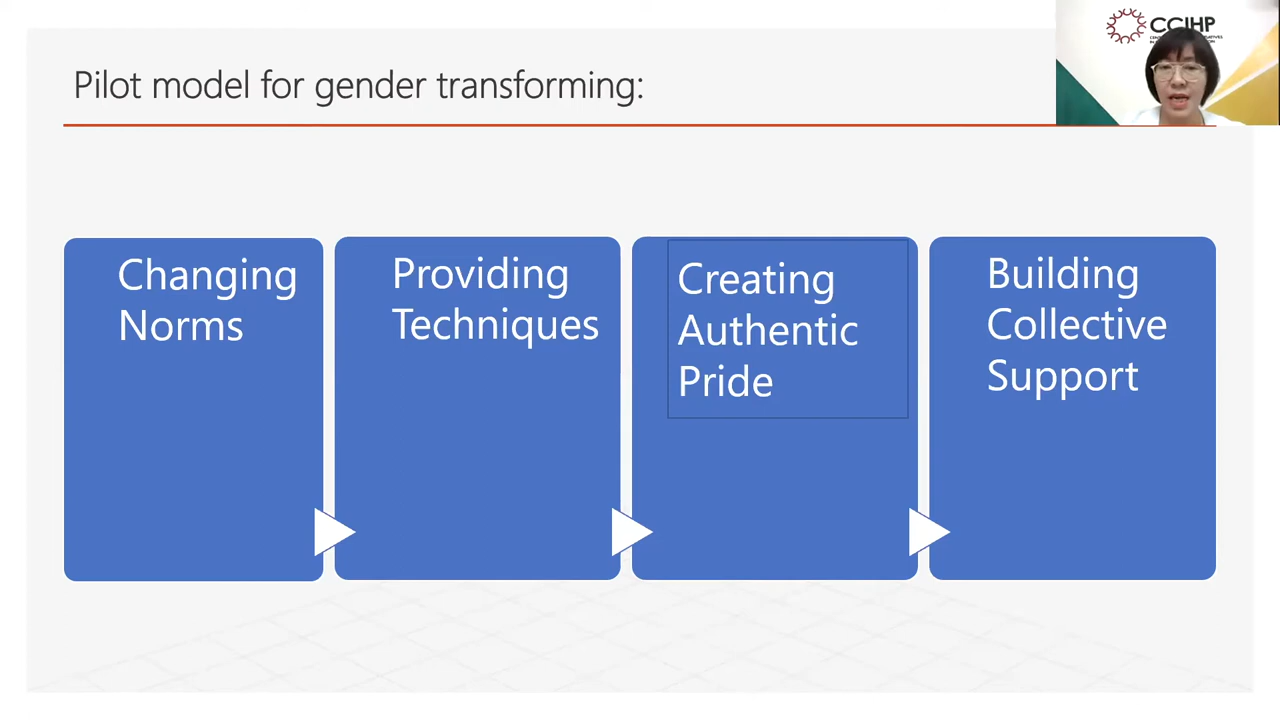 Pilot model for gender transforming:
CCIHP
Changing
Norms
Providing
Techniques
Creating
Authentic
Pride
Building
Collective
Support